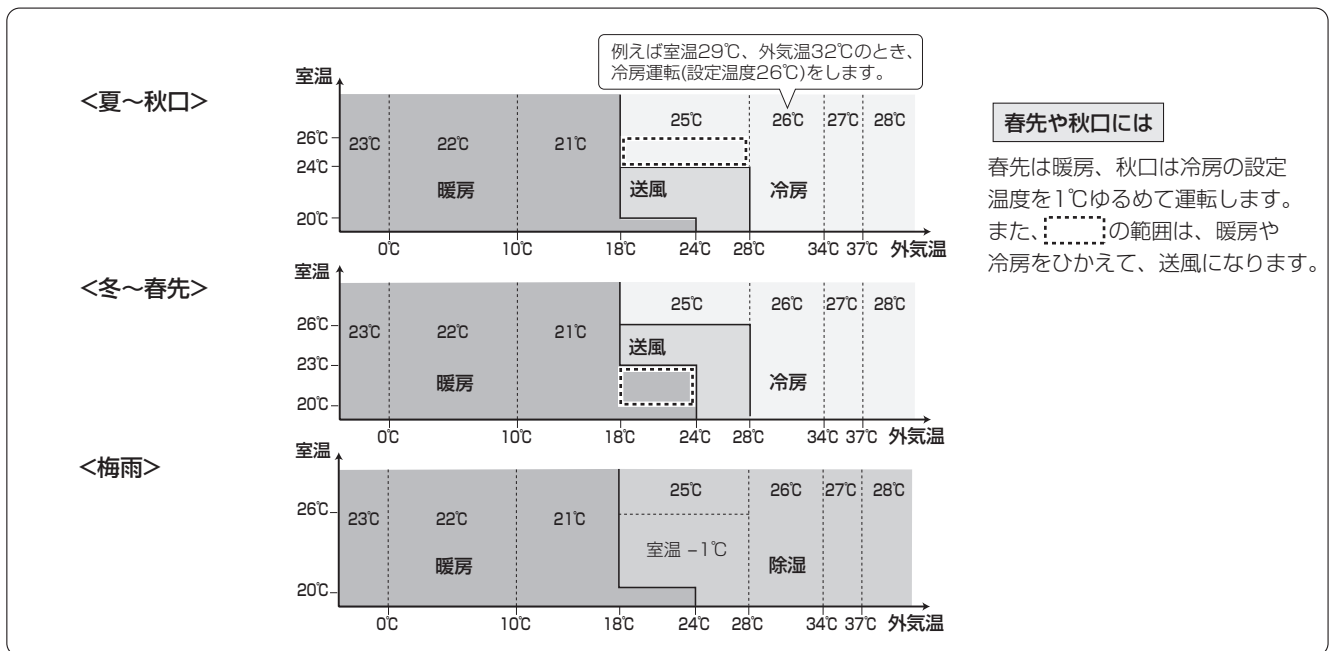 例えば室温29℃、外気温32℃のとき、
冷房運転(設定温度26℃)をします。
<夏～秋口>
室温
26℃
24℃
20℃
23℃
22℃
21℃
25℃
26℃
27℃
28℃
暖房
送風
冷房
0℃
10℃
18℃
24℃
28℃
34℃
37℃
外気温
<冬～春先>
室温
26℃
23℃
20℃
23℃
22℃
21℃
25℃
26℃
27℃
28℃
送風
暖房
冷房
0℃
10℃
18℃
24℃
28℃
34℃
37℃
外気温
<梅雨>
室温
26℃
20℃
23℃
22℃
21℃
25℃
26℃
27℃
28℃
室温 –1℃
暖房
除湿
0℃
10℃
18℃
24℃
28℃
34℃
37℃
外気温
春先や秋口には
春先は暖房、秋口は冷房の設定
温度を1℃ゆるめて運転します。
また、の範囲は、暖房や
冷房をひかえて、送風になります。